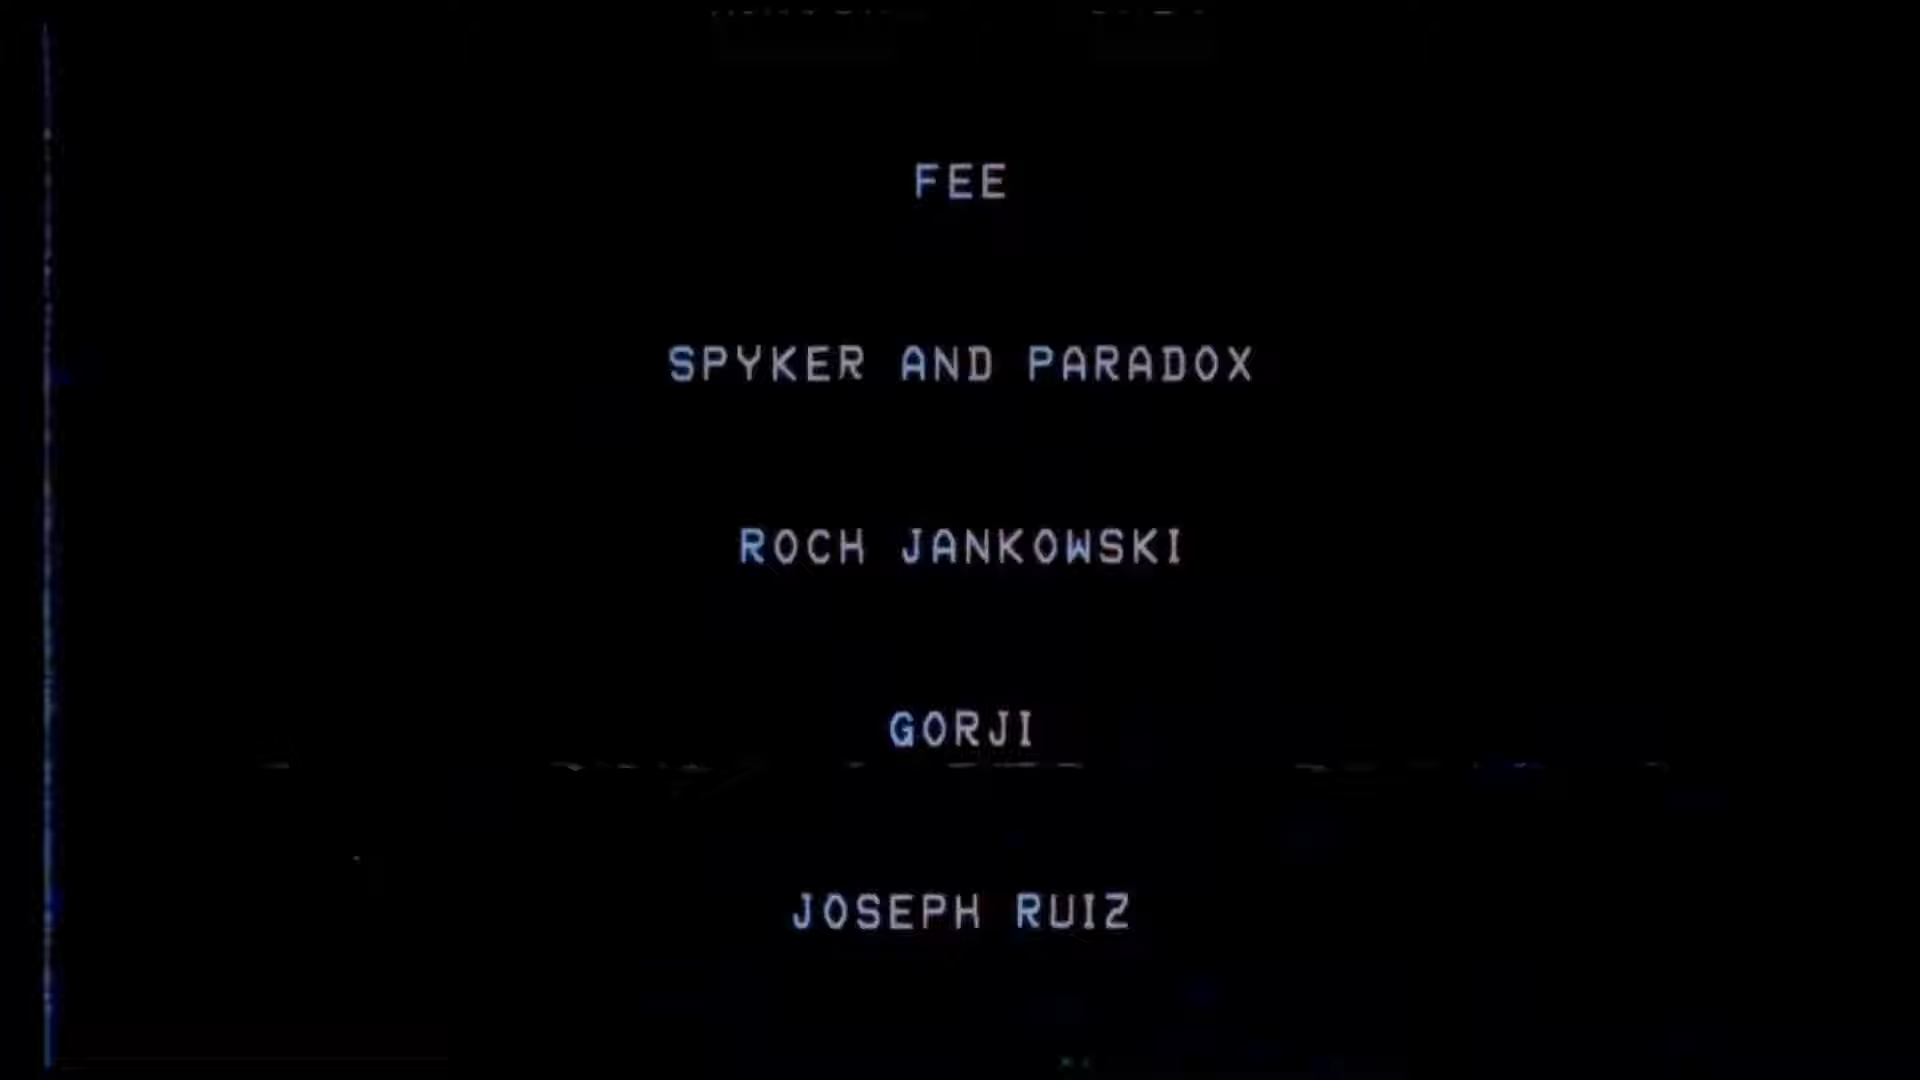 FEE
SPYKER AND PARADOX
ROCH JANKOWSKI
GORJI
JOSEPH RUIZ